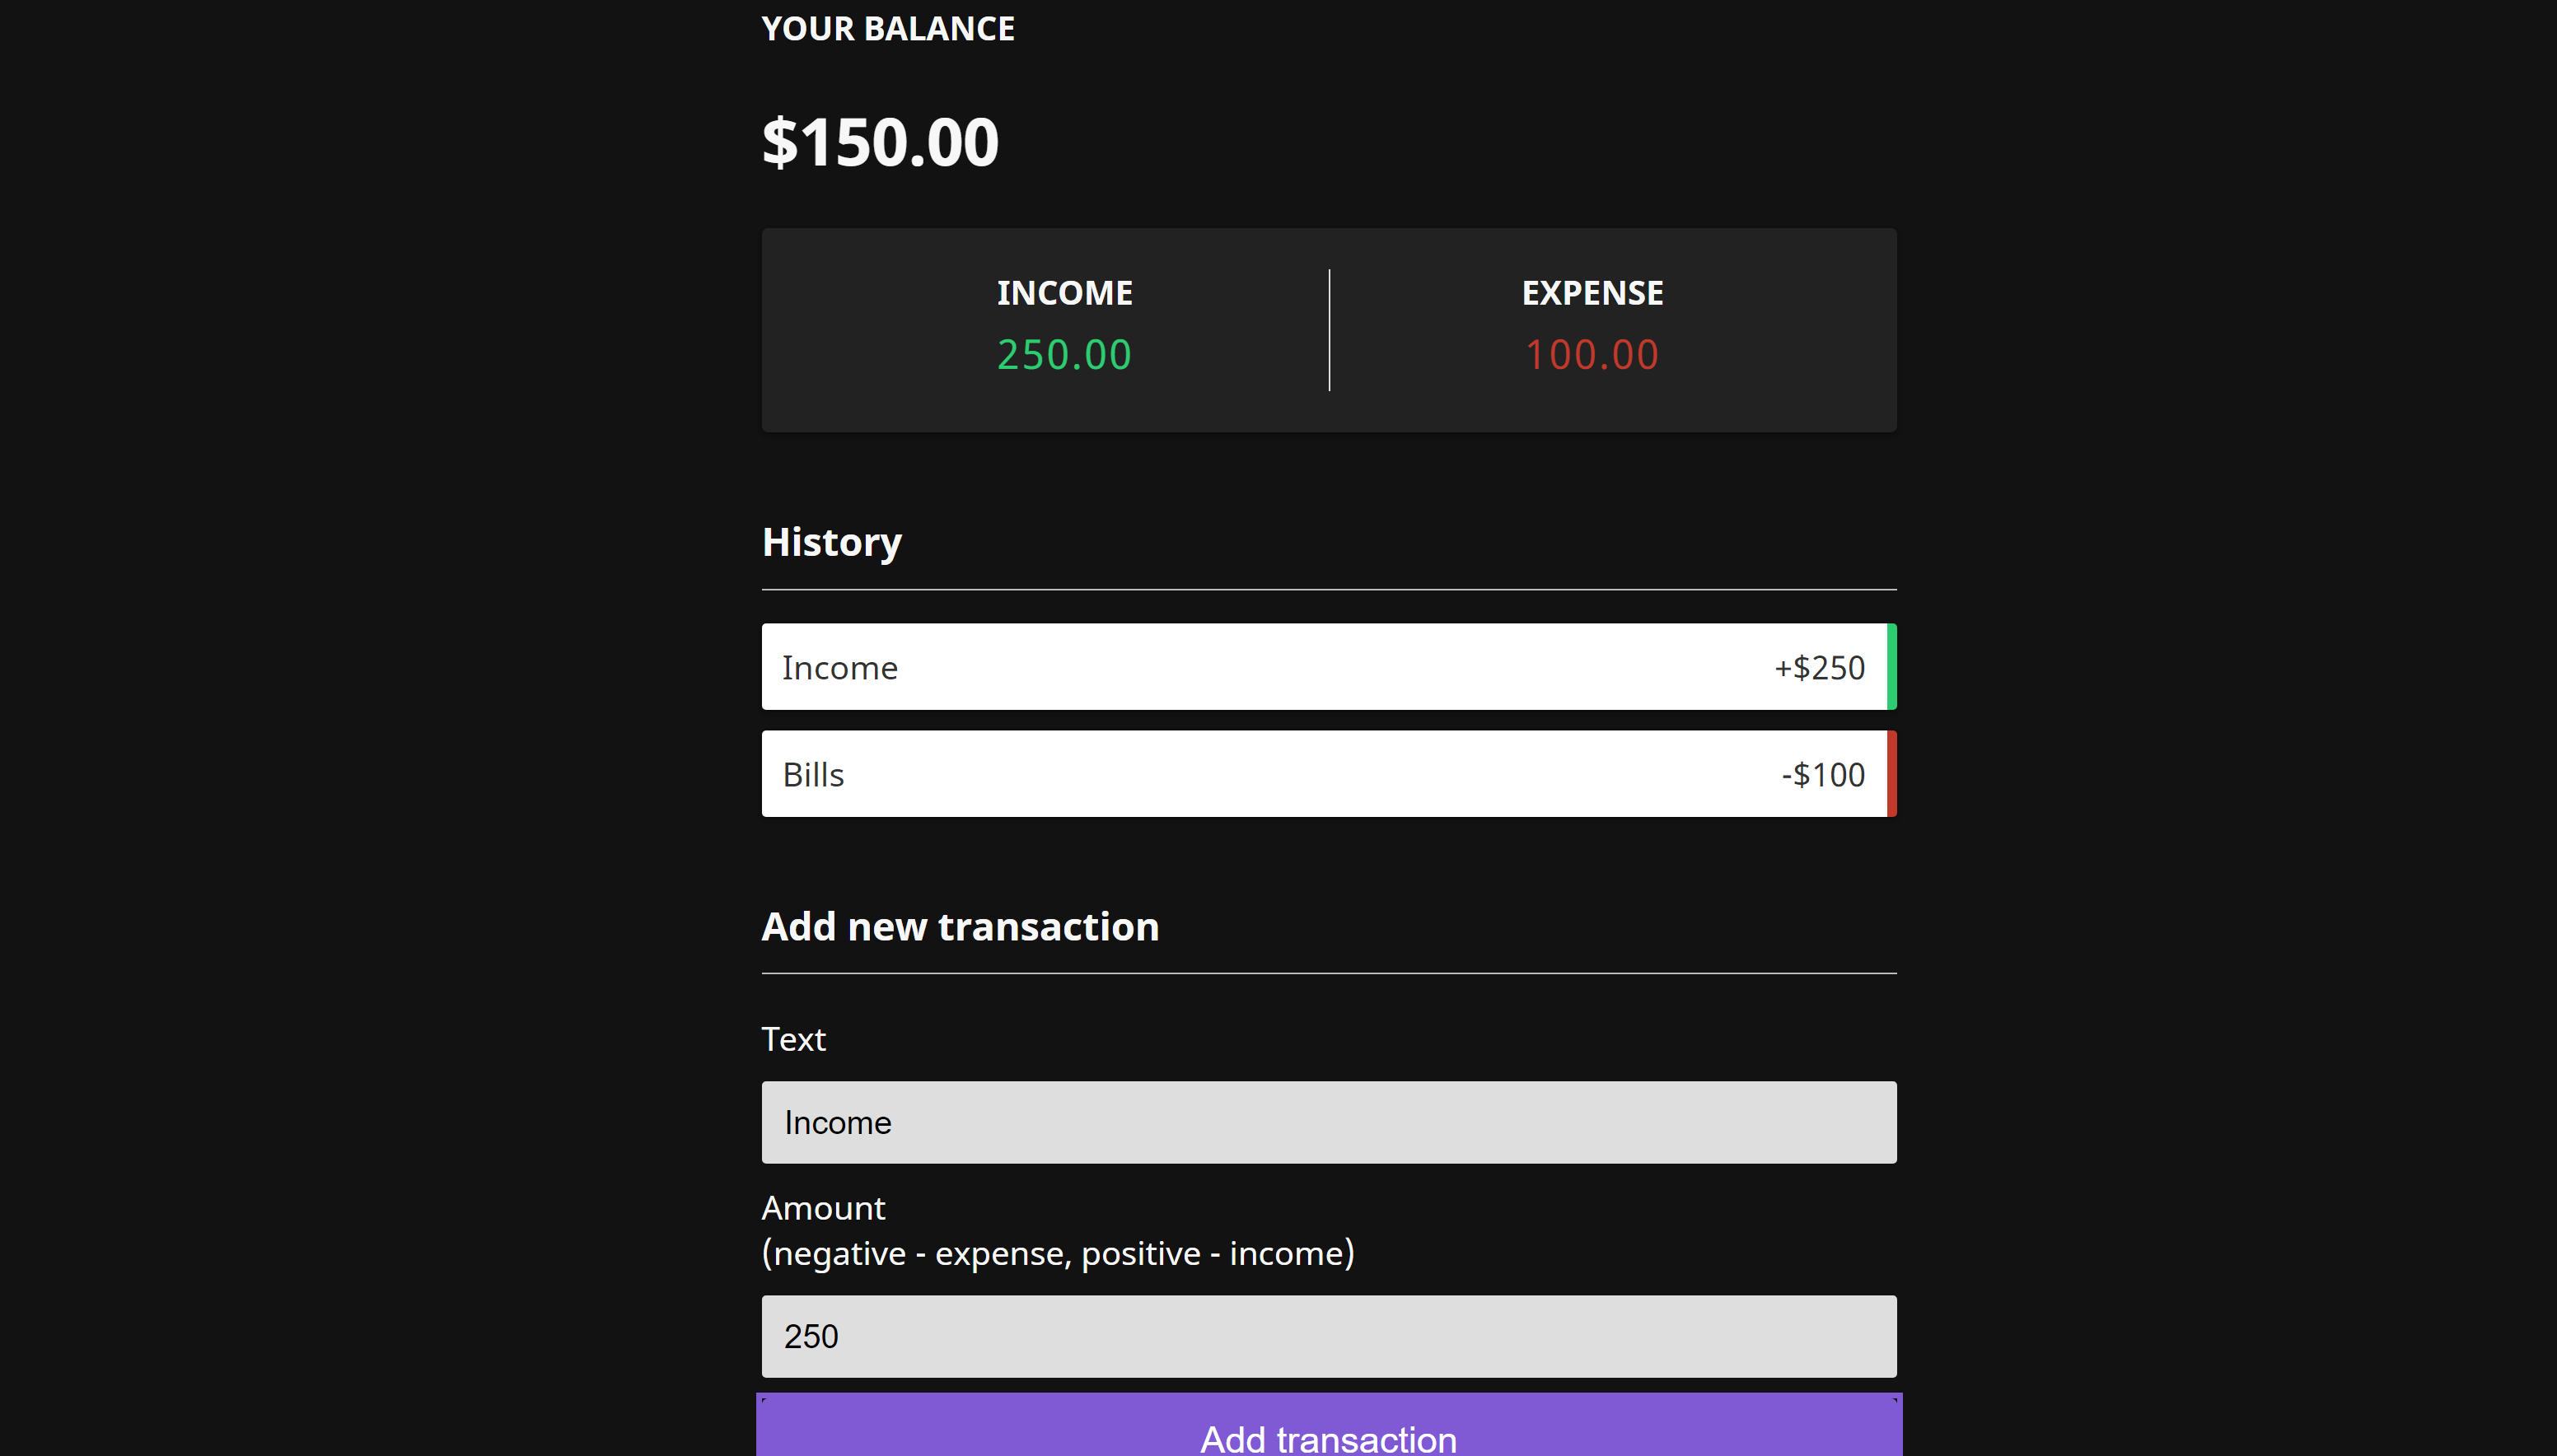 YOUR BALANCE
$150.00
INCOME
250.00
EXPENSE
100.00
History
Income +$250
Bills -$100
Add new transaction
Text
Income
Amount
(negative - expense, positive - income)
250
Add transaction